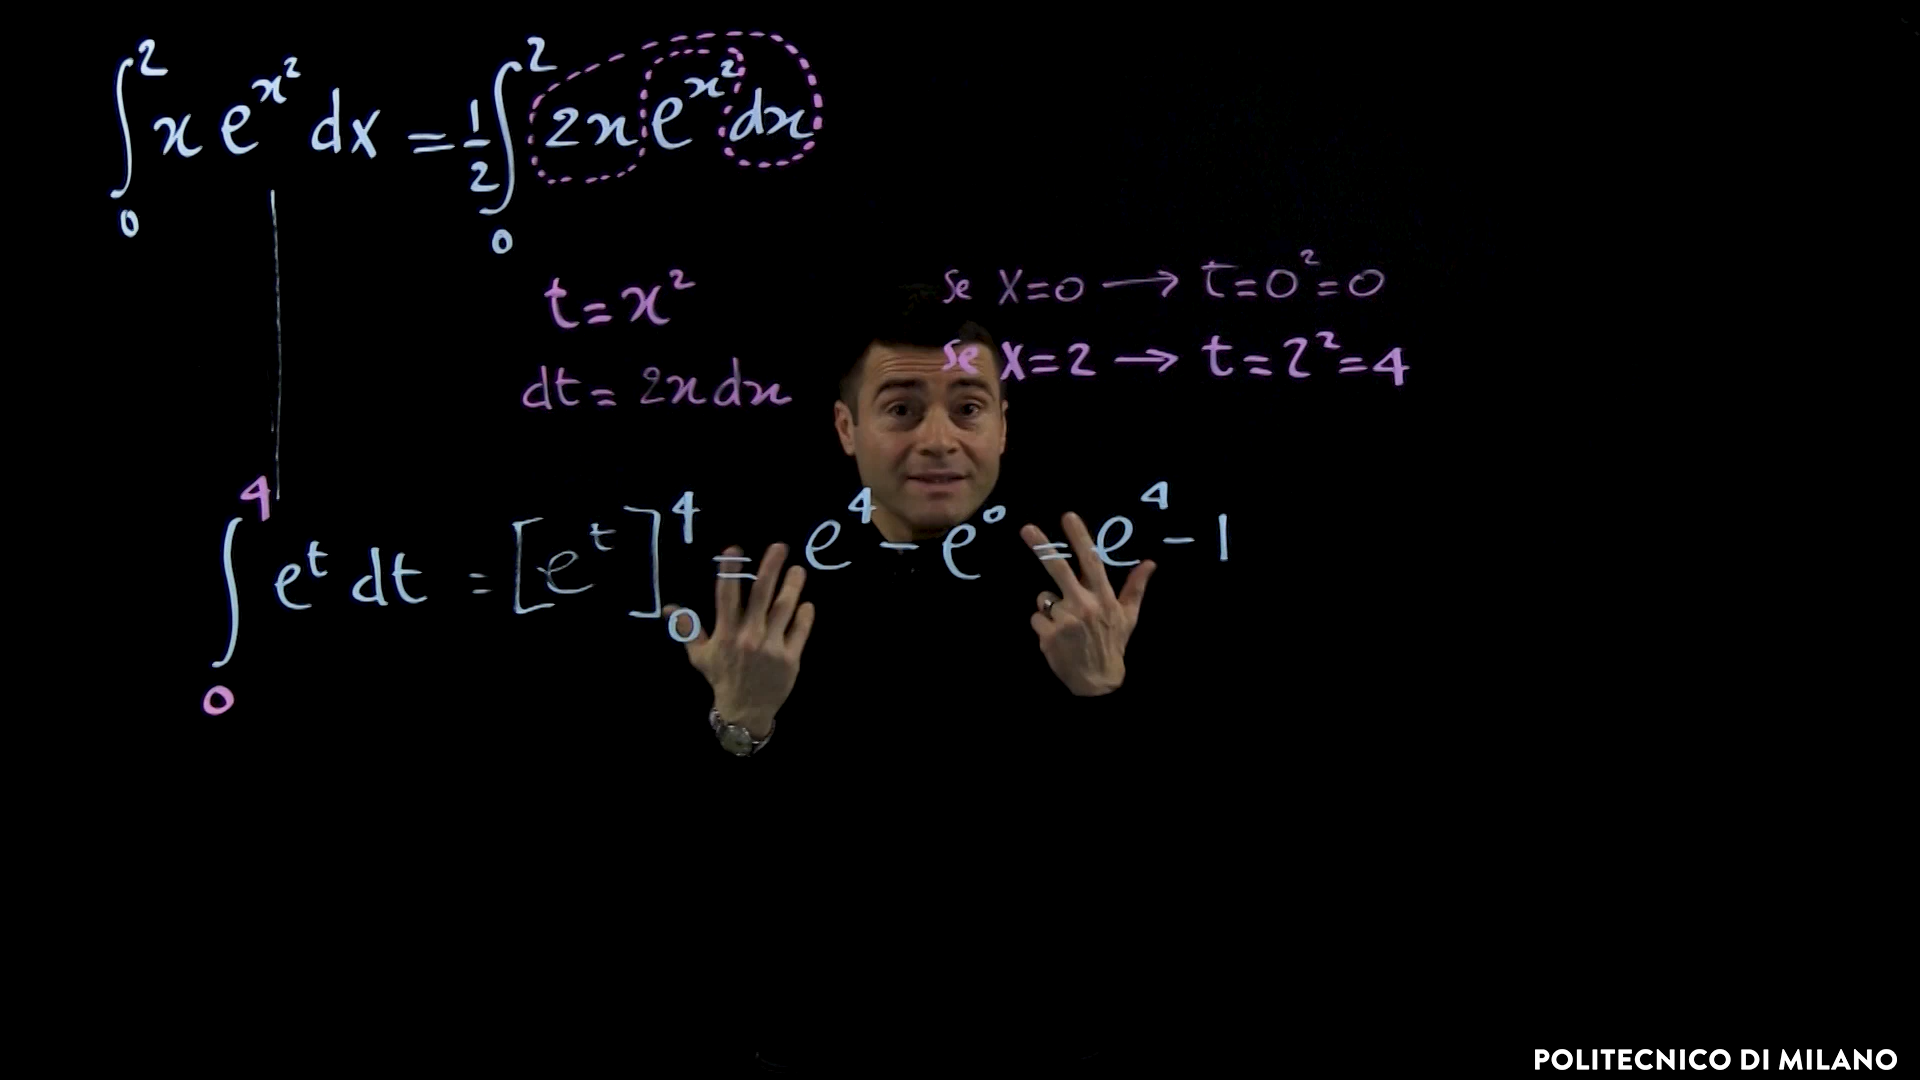 ∫₀² x e^{x²} dx = 1/2 ∫₀² 2x e^{x²} dx
t = x²
dt = 2x dx
se x = 0 → t = 0² = 0
se x = 2 → t = 2² = 4
∫₀⁴ e^t dt = [e^t]₀⁴ = e⁴ - e⁰ = e⁴ - 1
POLITECNICO DI MILANO